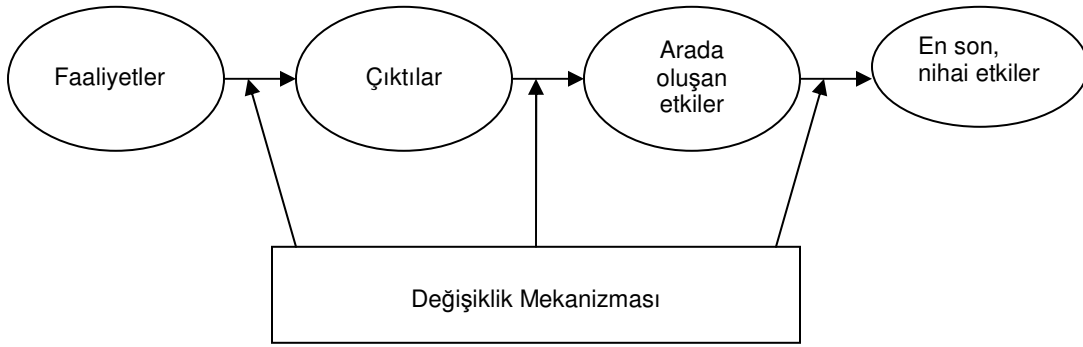 Faaliyetler
Çıktılar
Arada
oluşan
etkiler
En son,
nihai etkiler
Değişiklik Mekanizması